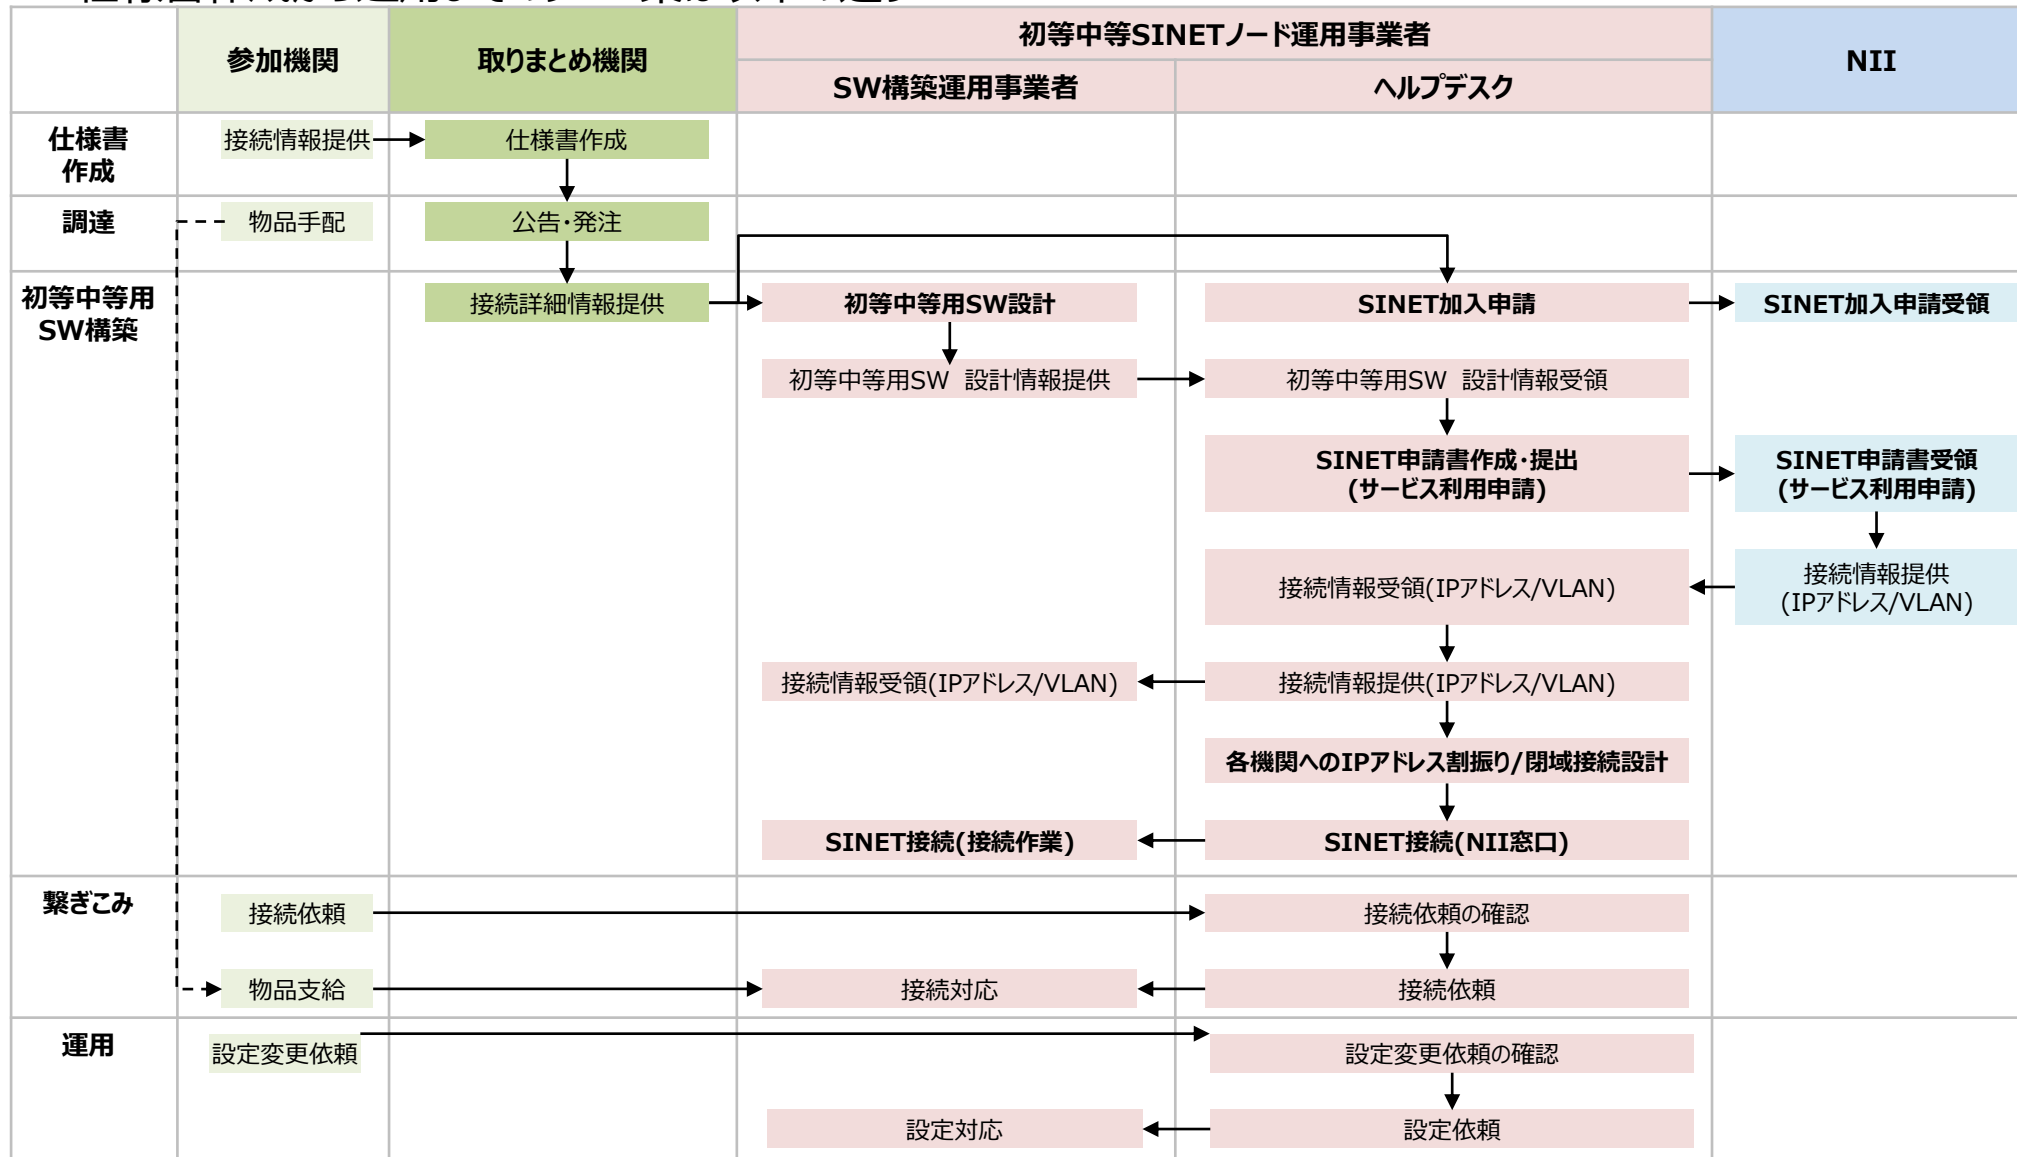 参加機関
取りまとめ機関
初等中等SINETノード運用事業者
NII
SW構築運用事業者
ヘルプデスク
仕様書
作成
接続情報提供
仕様書作成
調達
物品手配
公告・発注
初等中等用
SW構築
接続詳細情報提供
初等中等用SW設計
SINET加入申請
SINET加入申請受領
初等中等用SW 設計情報提供
初等中等用SW 設計情報受領
SINET申請書作成・提出
(サービス利用申請)
SINET申請書受領
(サービス利用申請)
接続情報受領(IPアドレス/VLAN)
接続情報提供
(IPアドレス/VLAN)
接続情報受領(IPアドレス/VLAN)
接続情報提供(IPアドレス/VLAN)
各機関へのIPアドレス割振り/閉域接続設計
SINET接続(接続作業)
SINET接続(NII窓口)
繋ぎこみ
接続依頼
接続依頼の確認
物品支給
接続対応
接続依頼
運用
設定変更依頼
設定変更依頼の確認
設定対応
設定依頼